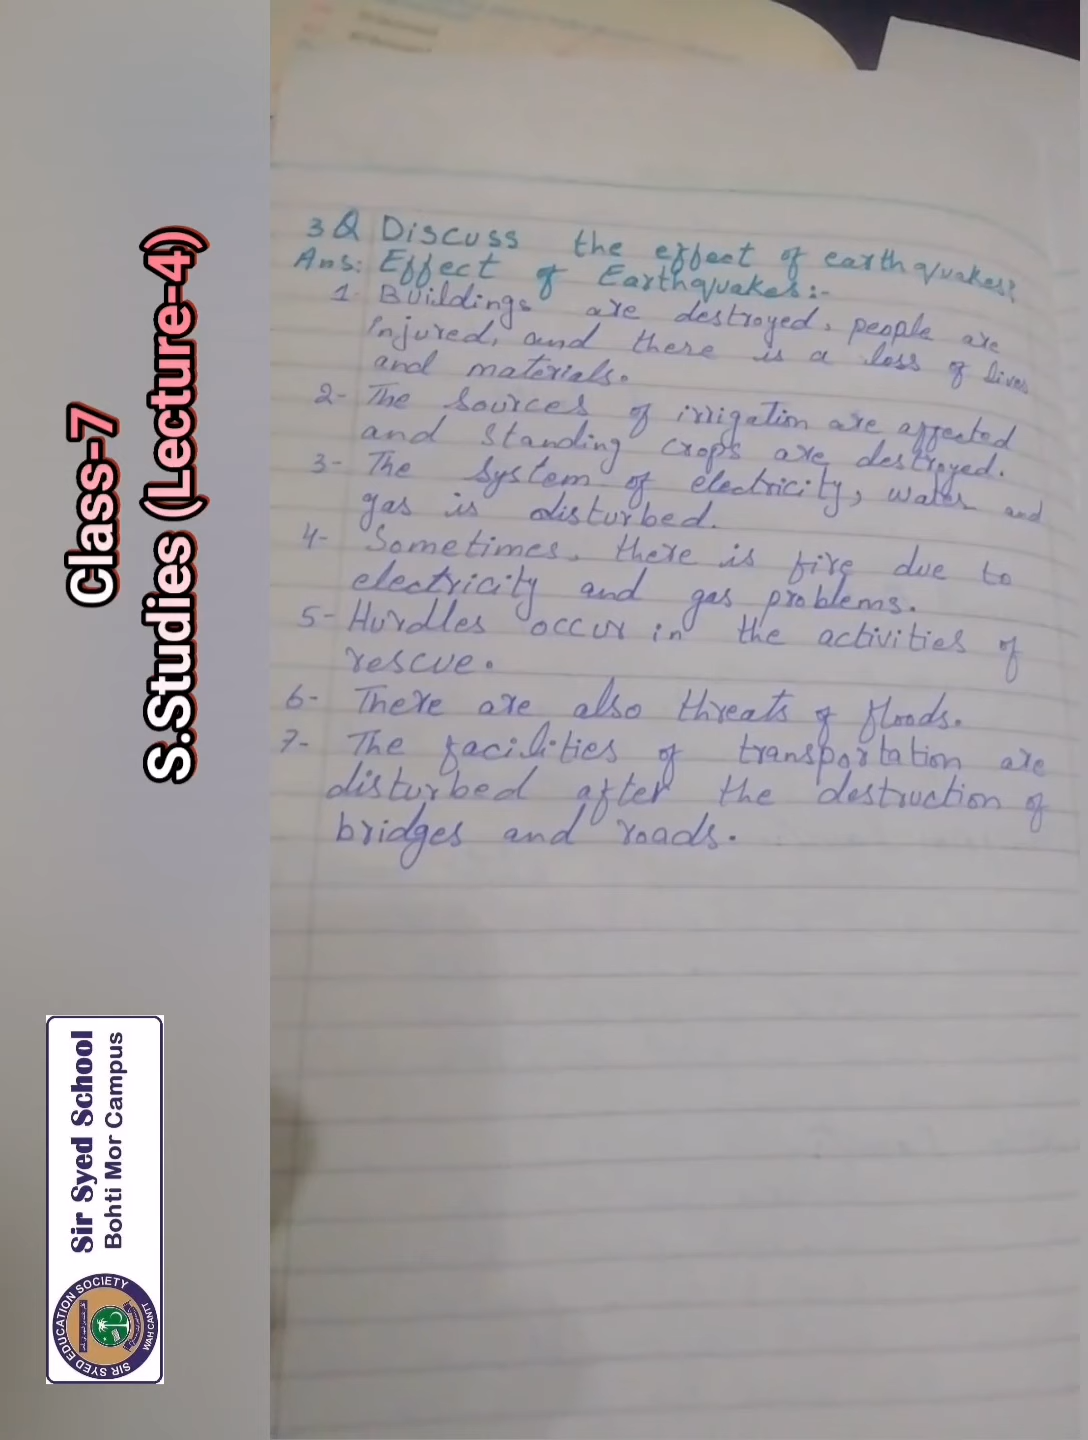 Class-7
S.Studies (Lecture-4)
Sir Syed School
Bohti Mor Campus
SIR SYED EDUCATION SOCIETY
WAH CANTT
3Q Discuss the effect of earthquakes?
Ans: Effect of Earthquakes:-
1- Buildings are destroyed, people are
injured, and there is a loss of lives
and materials.
2- The sources of irrigation are affected
and standing crops are destroyed.
3- The system of electricity, water and
gas is disturbed.
4- Sometimes, there is fire due to
electricity and gas problems.
5- Hurdles occur in the activities of
rescue.
6- There are also threats of floods.
7- The facilities of transportation are
disturbed after the destruction of
bridges and roads.